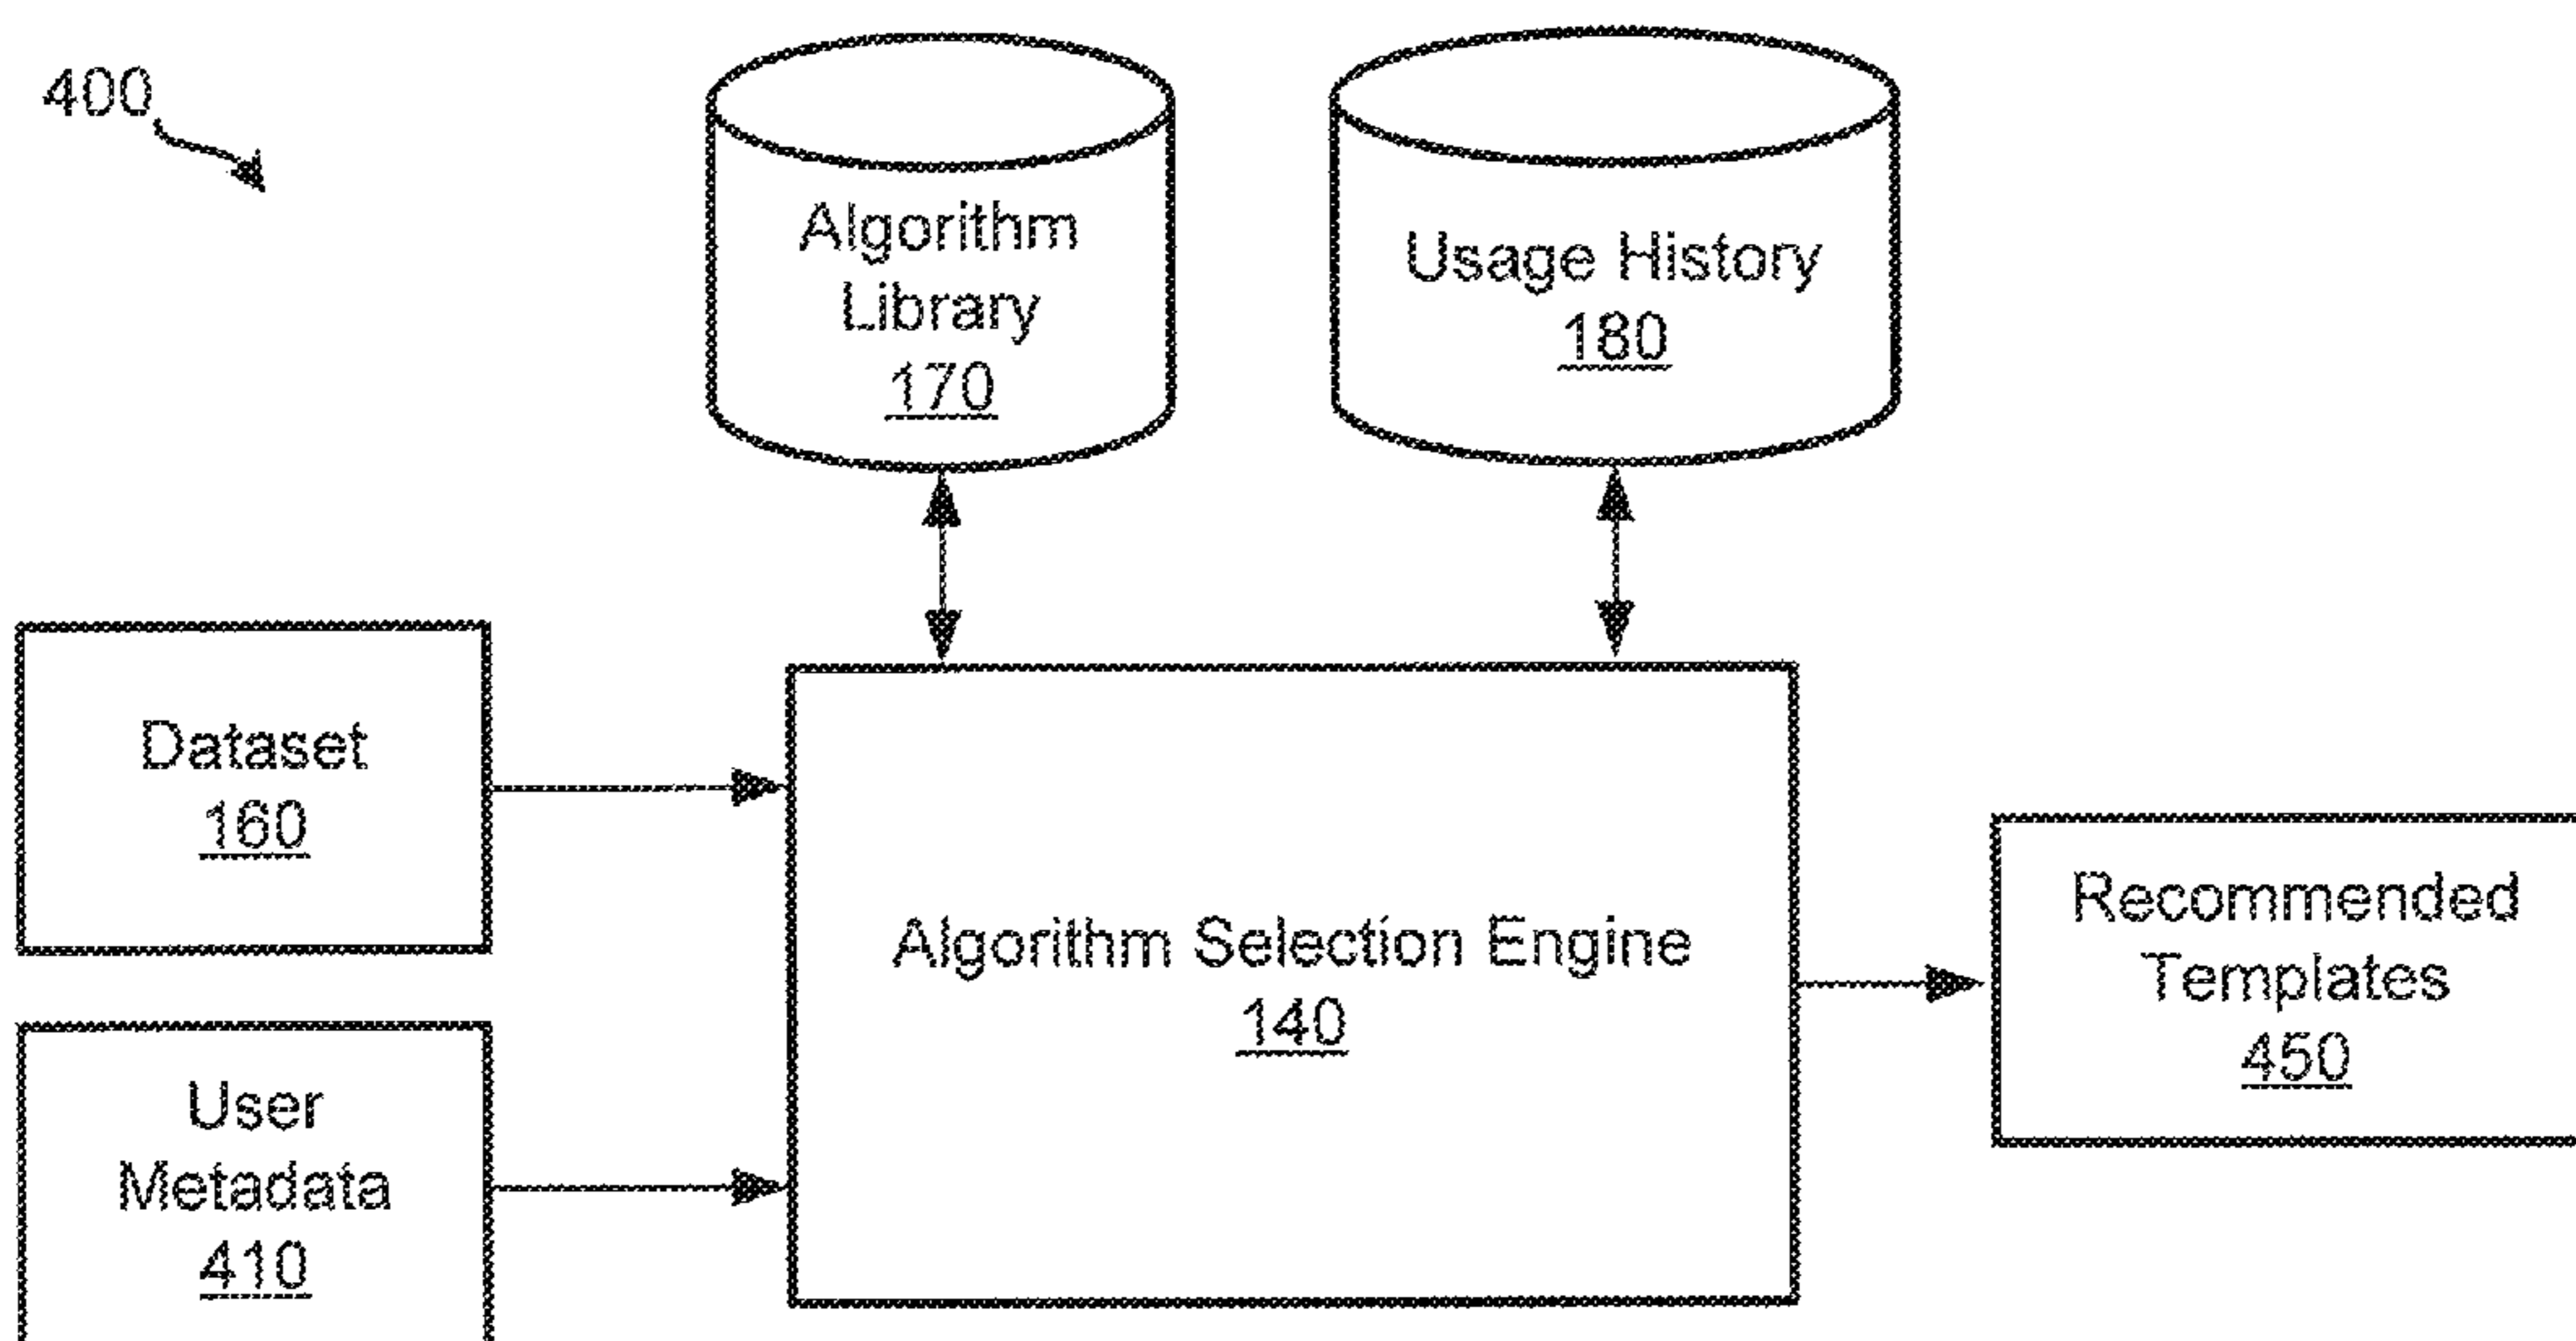 400
Algorithm
Library
170
Usage History
180
Dataset
160
User
Metadata
410
Algorithm Selection Engine
140
Recommended
Templates
450